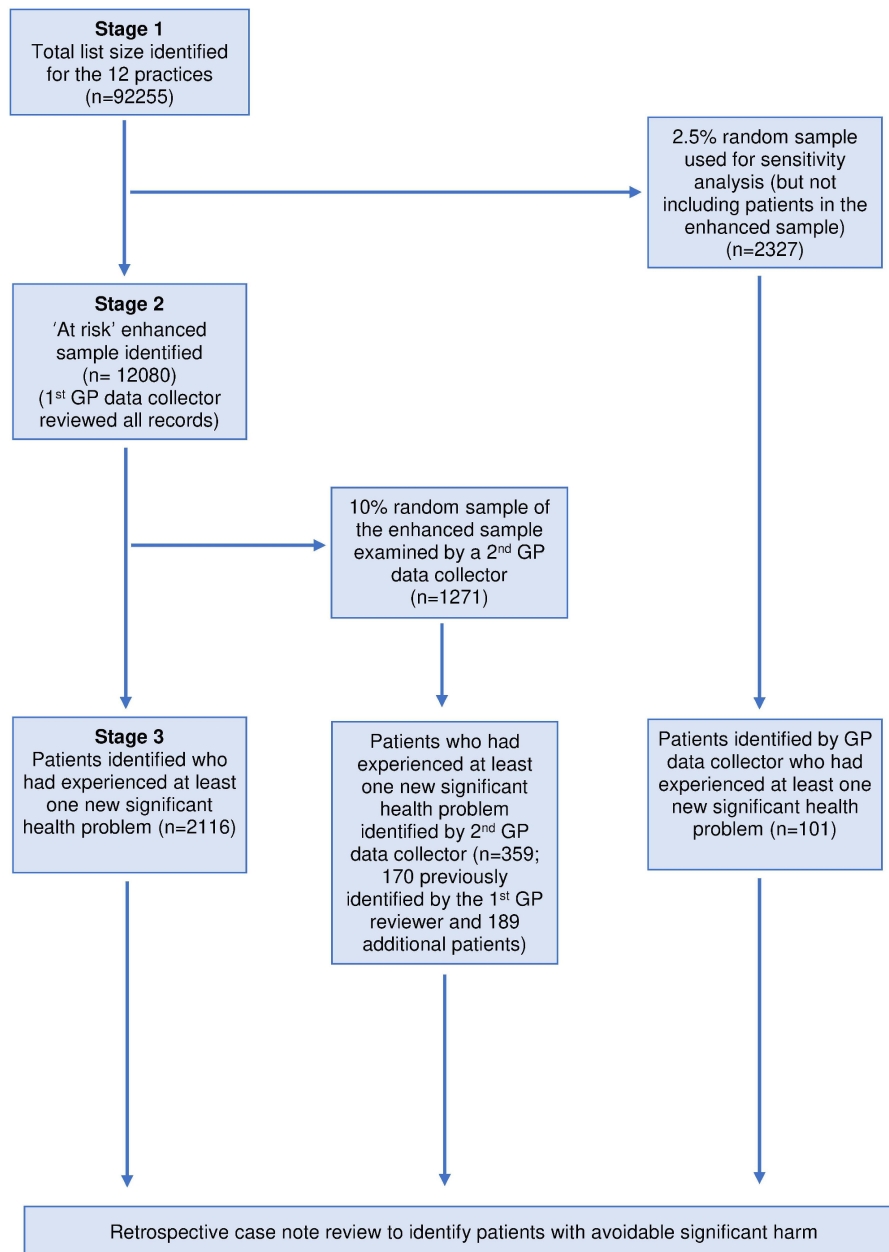 Stage 1
Total list size identified
for the 12 practices
(n=92255)
2.5% random sample
used for sensitivity
analysis (but not
including patients in the
enhanced sample)
(n=2327)
Stage 2
‘At risk’ enhanced
sample identified
(n= 12080)
(1st GP data collector
reviewed all records)
10% random sample of
the enhanced sample
examined by a 2nd GP
data collector
(n=1271)
Stage 3
Patients identified who
had experienced at least
one new significant
health problem (n=2116)
Patients who had
experienced at least
one new significant
health problem
identified by 2nd GP
data collector (n=359;
170 previously
identified by the 1st GP
reviewer and 189
additional patients)
Patients identified by GP
data collector who had
experienced at least one
new significant health
problem (n=101)
Retrospective case note review to identify patients with avoidable significant harm